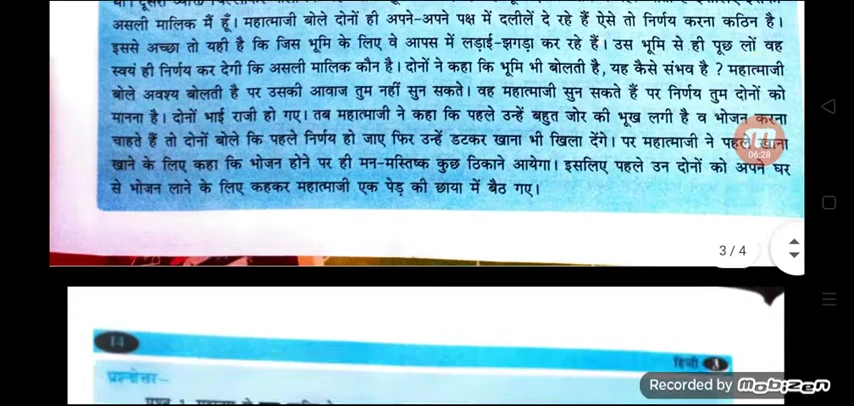 असली मालिक मैं हूँ। महात्माजी बोले दोनों ही अपने-अपने पक्ष में दलीलें दे रहे हैं ऐसे तो निर्णय करना कठिन है।
इससे अच्छा तो यही है कि जिस भूमि के लिए वे आपस में लड़ाई-झगड़ा कर रहे हैं। उस भूमि से ही पूछ लों वह
स्वयं ही निर्णय कर देगी कि असली मालिक कौन है। दोनों ने कहा कि भूमि भी बोलती है, यह कैसे संभव है ? महात्माजी
बोले अवश्य बोलती है पर उसकी आवाज तुम नहीं सुन सकते। वह महात्माजी सुन सकते हैं पर निर्णय तुम दोनों को
मानना है। दोनों भाई राजी हो गए। तब महात्माजी ने कहा कि पहले उन्हें बहुत जोर की भूख लगी है व भोजन करना
चाहते हैं तो दोनों बोले कि पहले निर्णय हो जाए फिर उन्हें डटकर खाना भी खिला देंगे। पर महात्माजी ने पहले खाना
06:28
खाने के लिए कहा कि भोजन होने पर ही मन-मस्तिष्क कुछ ठिकाने आयेगा। इसलिए पहले उन दोनों को अपने घर
से भोजन लाने के लिए कहकर महात्माजी एक पेड़ की छाया में बैठ गए।
3 / 4
14
हिन्दी
प्रश्नोत्तर–
Recorded by mobizen